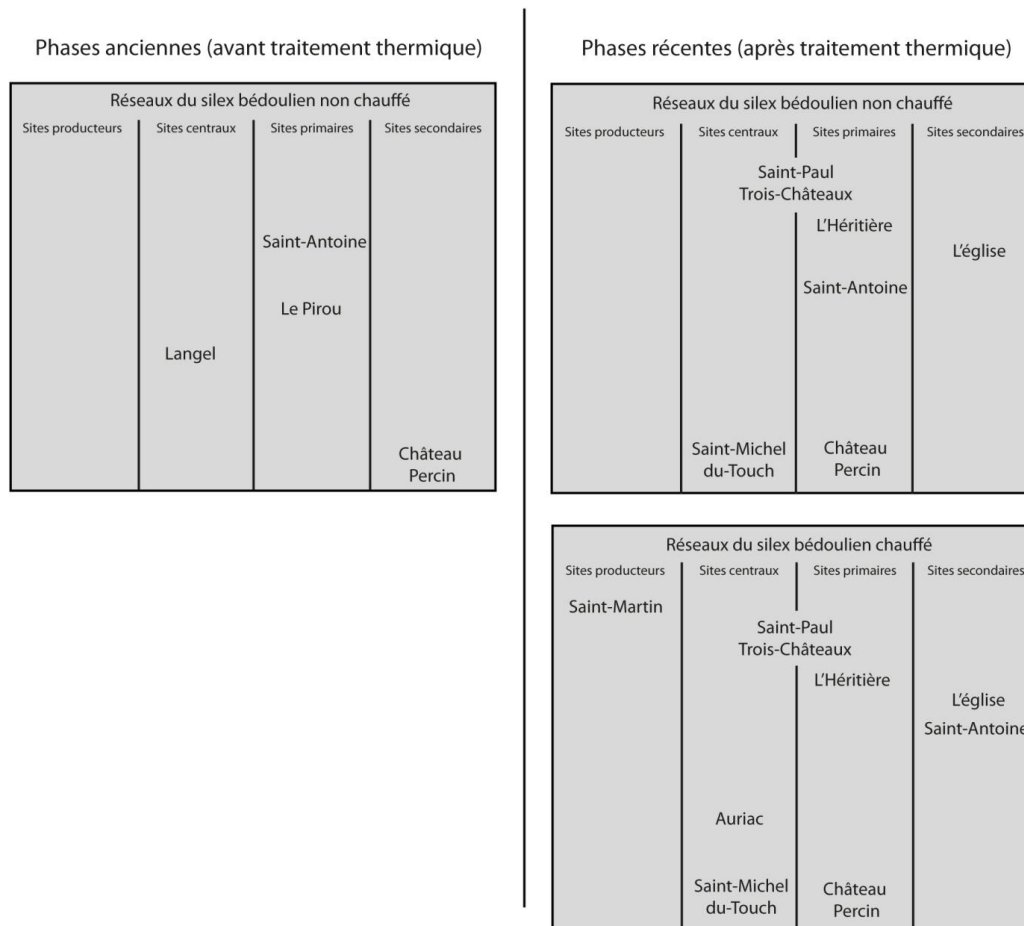 Phases anciennes (avant traitement thermique)
Réseaux du silex bédoulien non chauffé
Sites producteurs Sites centraux Sites primaires Sites secondaires
Saint-Antoine
Le Pirou
Langel
Château
Percin
Phases récentes (après traitement thermique)
Réseaux du silex bédoulien non chauffé
Sites producteurs Sites centraux Sites primaires Sites secondaires
Saint-Paul
Trois-Châteaux
L'Héritière
L'église
Saint-Antoine
Saint-Michel
du-Touch
Château
Percin
Réseaux du silex bédoulien chauffé
Sites producteurs Sites centraux Sites primaires Sites secondaires
Saint-Martin
Saint-Paul
Trois-Châteaux
L'Héritière
L'église
Saint-Antoine
Auriac
Saint-Michel
du-Touch
Château
Percin